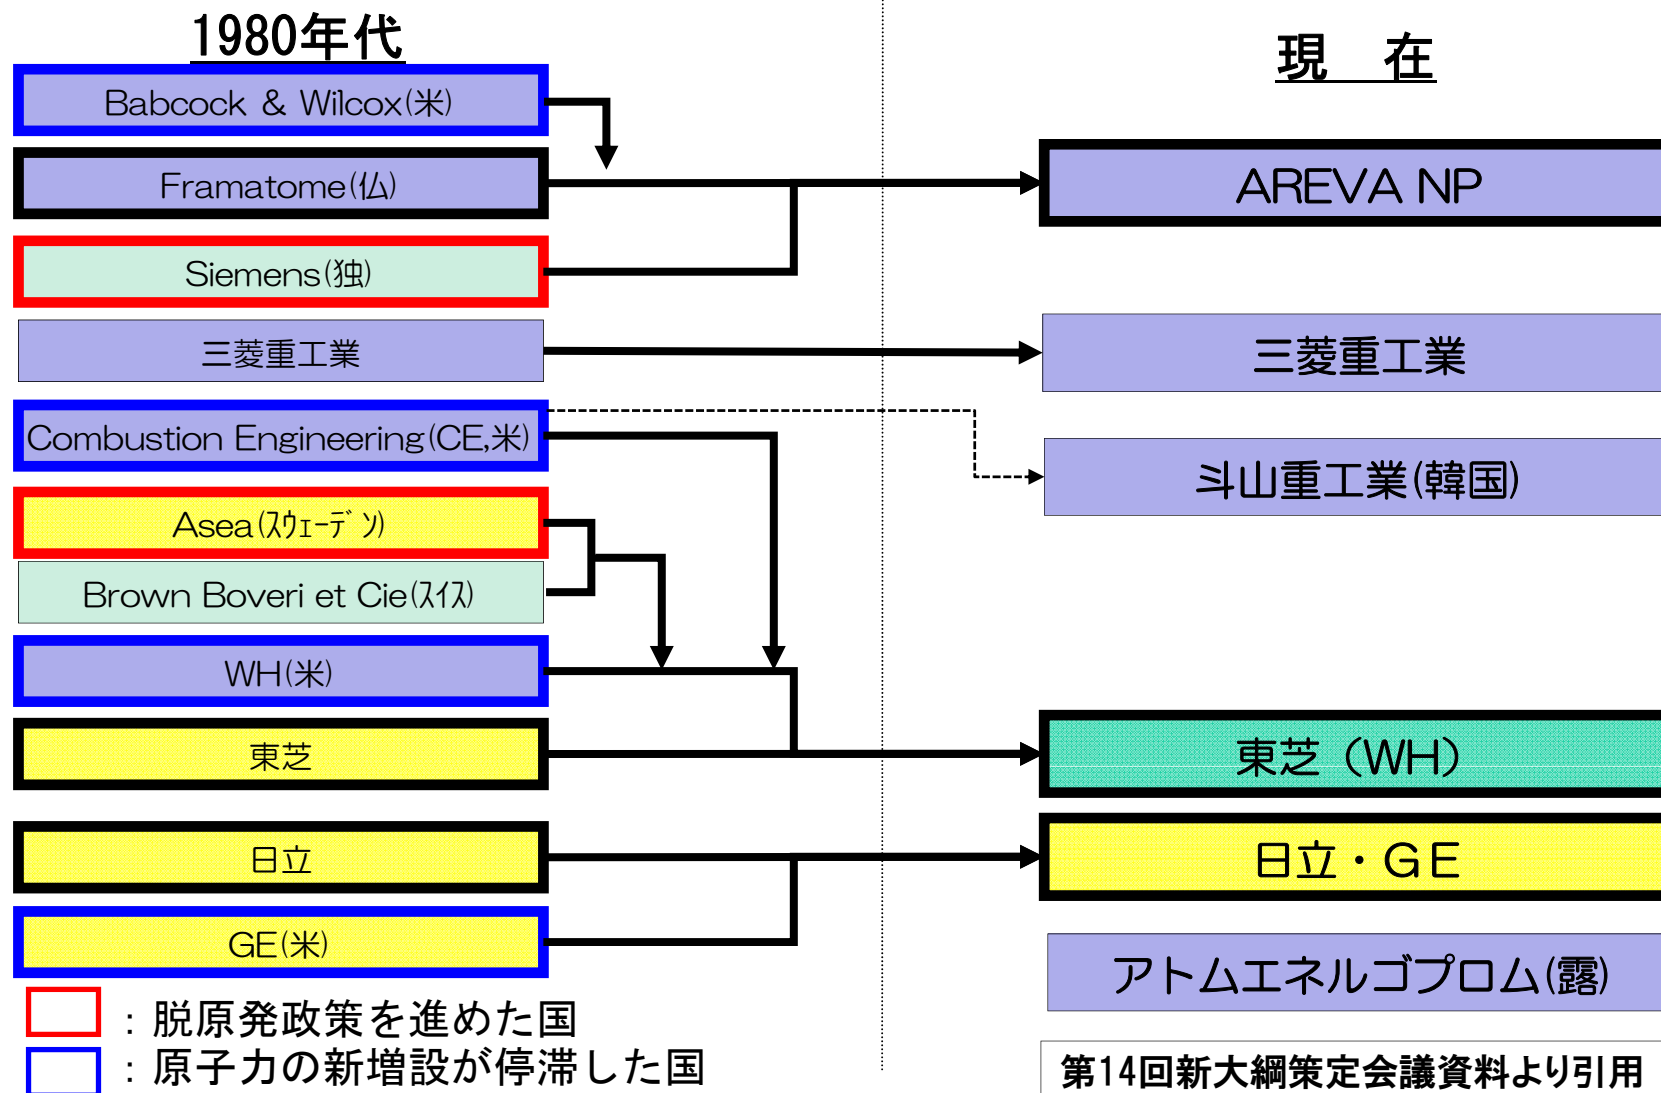 1980年代
現　在
Babcock & Wilcox(米)
Framatome(仏)
Siemens(独)
三菱重工業
Combustion Engineering(CE,米)
Asea(ｽｳｪｰﾃﾞﾝ)
Brown Boveri et Cie(ｽｲｽ)
WH(米)
東芝
日立
GE(米)
AREVA NP
三菱重工業
斗山重工業(韓国)
東芝（WH）
日立・GE
アトムエネルゴプロム(露)
：脱原発政策を進めた国
：原子力の新増設が停滞した国
第14回新大綱策定会議資料より引用